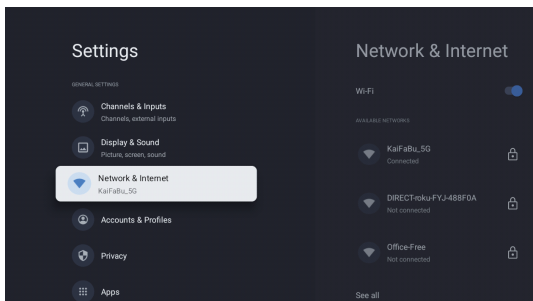 Settings
GENERAL SETTINGS
Channels & Inputs
Channels, external inputs
Display & Sound
Picture, screen, sound
Network & Internet
KaiFaBu_5G
Accounts & Profiles
Privacy
Apps
Network & Internet
Wi-Fi
AVAILABLE NETWORKS
KaiFaBu_5G
Connected
DIRECT-roku-FYJ-488F0A
Not connected
Office-Free
Not connected
See all